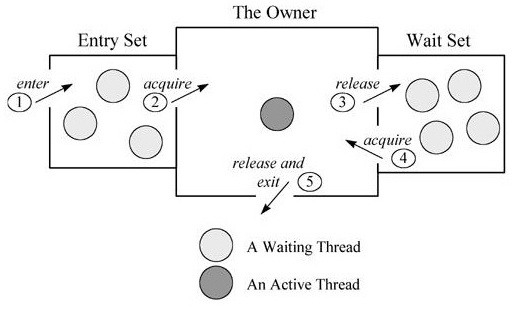 The Owner
Entry Set
Wait Set
enter
1
acquire
2
release
3
acquire
4
release and
exit
5
A Waiting Thread
An Active Thread